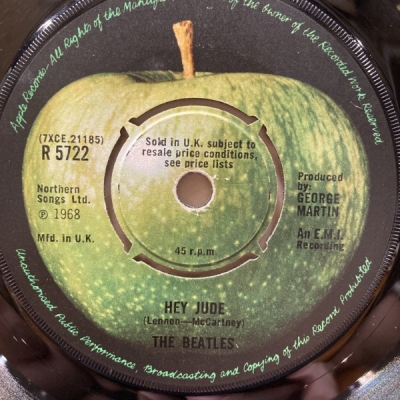 Apple Records. All Rights of the Manufacturer of the owner of the Recorded Work Reserved
(7XCE.21185)
R 5722
Northern
Songs Ltd.
℗ 1968
Mfd. in U.K.
Sold in U.K. subject to
resale price conditions,
see price lists
45 r.p.m
Produced
by:
GEORGE
MARTIN
An E.M.I.
Recording
HEY JUDE
(Lennon—McCartney)
THE BEATLES
Unauthorised Public Performance Broadcasting and Copying of this Record Prohibited